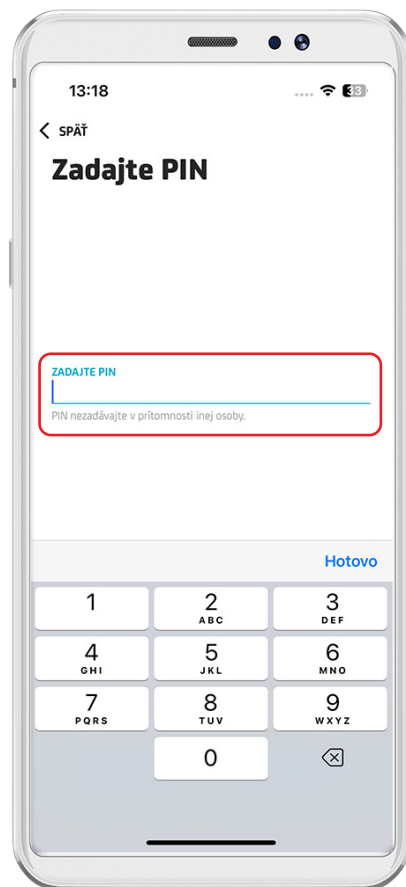 13:18
33
SPÄŤ
Zadajte PIN
ZADAJTE PIN
PIN nezadávajte v prítomnosti inej osoby.
Hotovo
1 2 3
ABC DEF
4 5 6
GHI JKL MNO
7 8 9
PQRS TUV WXYZ
0